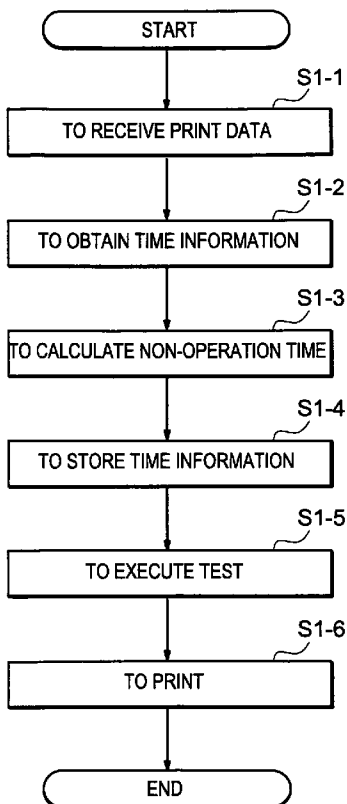 START
S1-1
TO RECEIVE PRINT DATA
S1-2
TO OBTAIN TIME INFORMATION
S1-3
TO CALCULATE NON-OPERATION TIME
S1-4
TO STORE TIME INFORMATION
S1-5
TO EXECUTE TEST
S1-6
TO PRINT
END